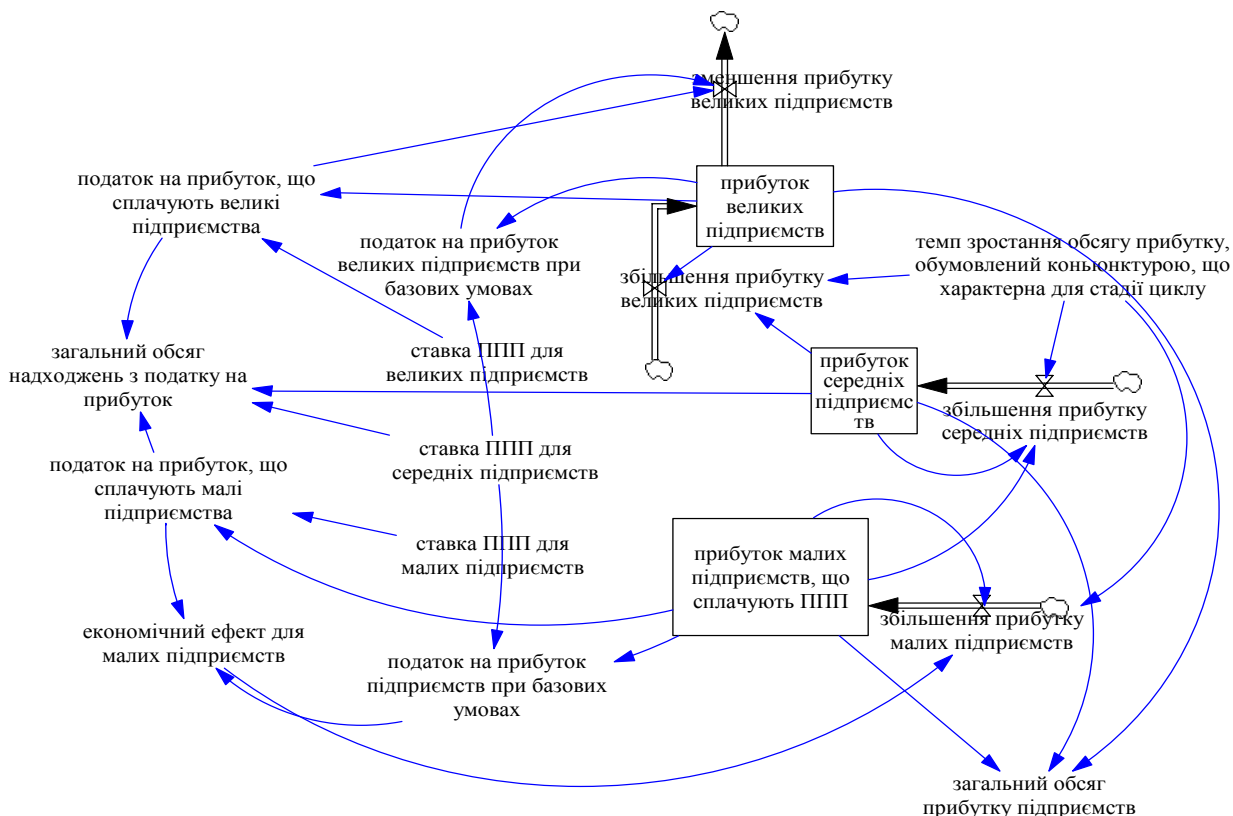 зменшення прибутку
великих підприємств
податок на прибуток, що
сплачують великі
підприємства
прибуток
великих
підприємств
податок на прибуток
великих підприємств при
базових умовах
темп зростання обсягу прибутку,
обумовлений коньюнктурою, що
характерна для стадії циклу
збільшення прибутку
великих підприємств
загальний обсяг
надходжень з податку на
прибуток
ставка ППП для
великих підприємств
прибуток
середніх
підприємс
тв
збільшення прибутку
середніх підприємств
ставка ППП для
середніх підприємств
податок на прибуток, що
сплачують малі
підприємства
ставка ППП для
малих підприємств
прибуток малих
підприємств, що
сплачують ППП
збільшення прибутку
малих підприємств
економічний ефект для
малих підприємств
податок на прибуток
підприємств при базових
умовах
загальний обсяг
прибутку підприємств